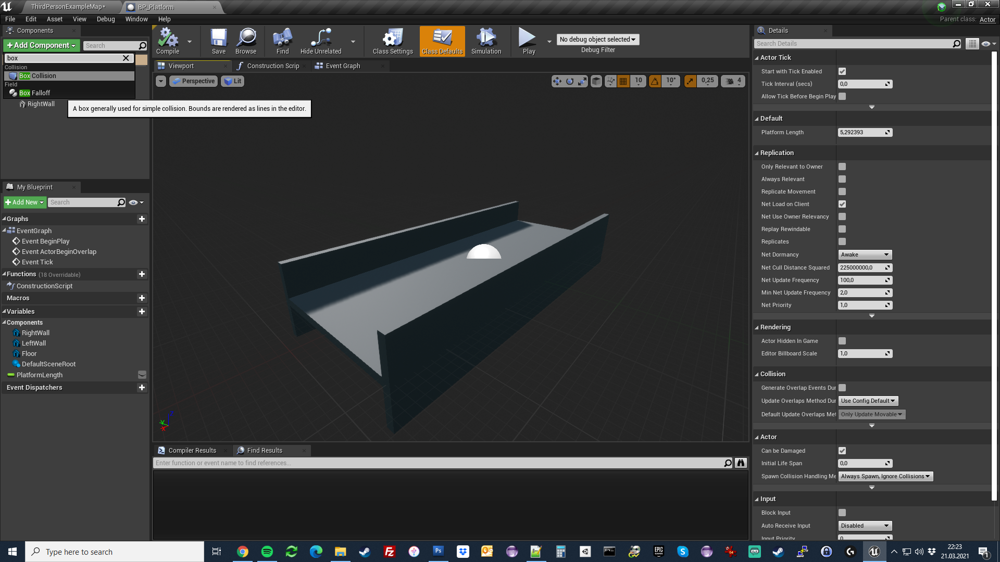 ThirdPersonExampleMap*
BP_Platform
File Edit Asset View Debug Window Help
Parent class: Actor
Components
+ Add Component
Search
box
Collision
Box Collision
Field
Box Falloff
RightWall
A box generally used for simple collision. Bounds are rendered as lines in the editor.
Compile
Save
Browse
Find
Hide Unrelated
Class Settings
Class Defaults
Simulation
Play
No debug object selected
Debug Filter
Viewport
Construction Scrip
Event Graph
Perspective
Lit
10
10°
0,25
4
My Blueprint
+ Add New
Search
Graphs
EventGraph
Event BeginPlay
Event ActorBeginOverlap
Event Tick
Functions (18 Overridable)
ConstructionScript
Macros
Variables
Components
RightWall
LeftWall
Floor
DefaultSceneRoot
PlatformLength
Event Dispatchers
Z
Y
X
Compiler Results
Find Results
Enter function or event name to find references...
Details
Search Details
Actor Tick
Start with Tick Enabled
Tick Interval (secs) 0,0
Allow Tick Before Begin Play
Default
Platform Length 5,292393
Replication
Only Relevant to Owner
Always Relevant
Replicate Movement
Net Load on Client
Net Use Owner Relevancy
Replay Rewindable
Replicates
Net Dormancy Awake
Net Cull Distance Squared 225000000,0
Net Update Frequency 100,0
Min Net Update Frequency 2,0
Net Priority 1,0
Rendering
Actor Hidden In Game
Editor Billboard Scale 1,0
Collision
Generate Overlap Events Dur
Update Overlaps Method Dur Use Config Default
Default Update Overlaps Met Only Update Movable
Actor
Can be Damaged
Initial Life Span 0,0
Spawn Collision Handling Me Always Spawn, Ignore Collisions
Input
Block Input
Auto Receive Input Disabled
Input Priority 0
Type here to search
Fz
Ps
EPIC GAMES
64
22:23
21.03.2021
1